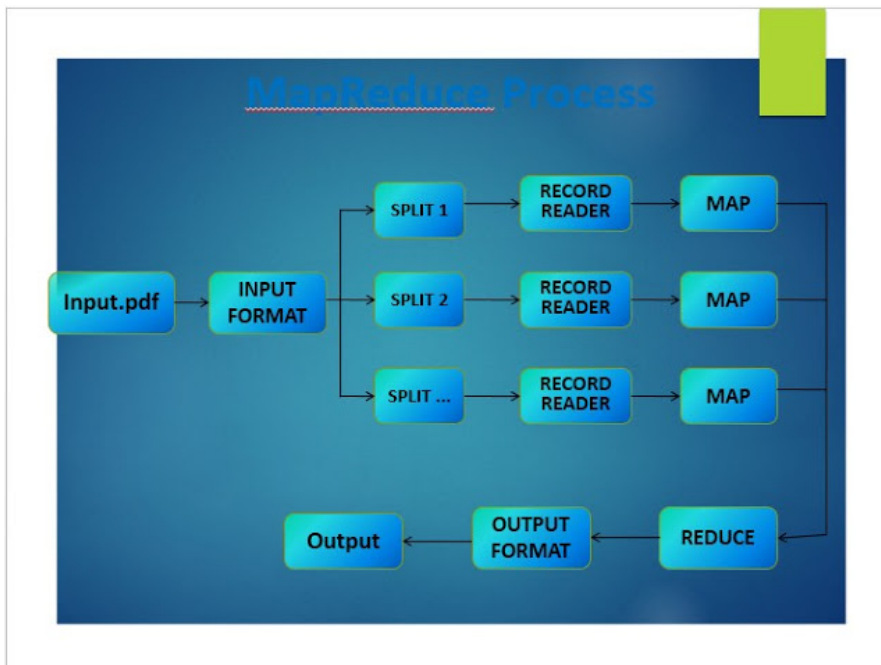 MapReduce Process
SPLIT 1
RECORD
READER
MAP
Input.pdf
INPUT
FORMAT
SPLIT 2
RECORD
READER
MAP
SPLIT ...
RECORD
READER
MAP
Output
OUTPUT
FORMAT
REDUCE